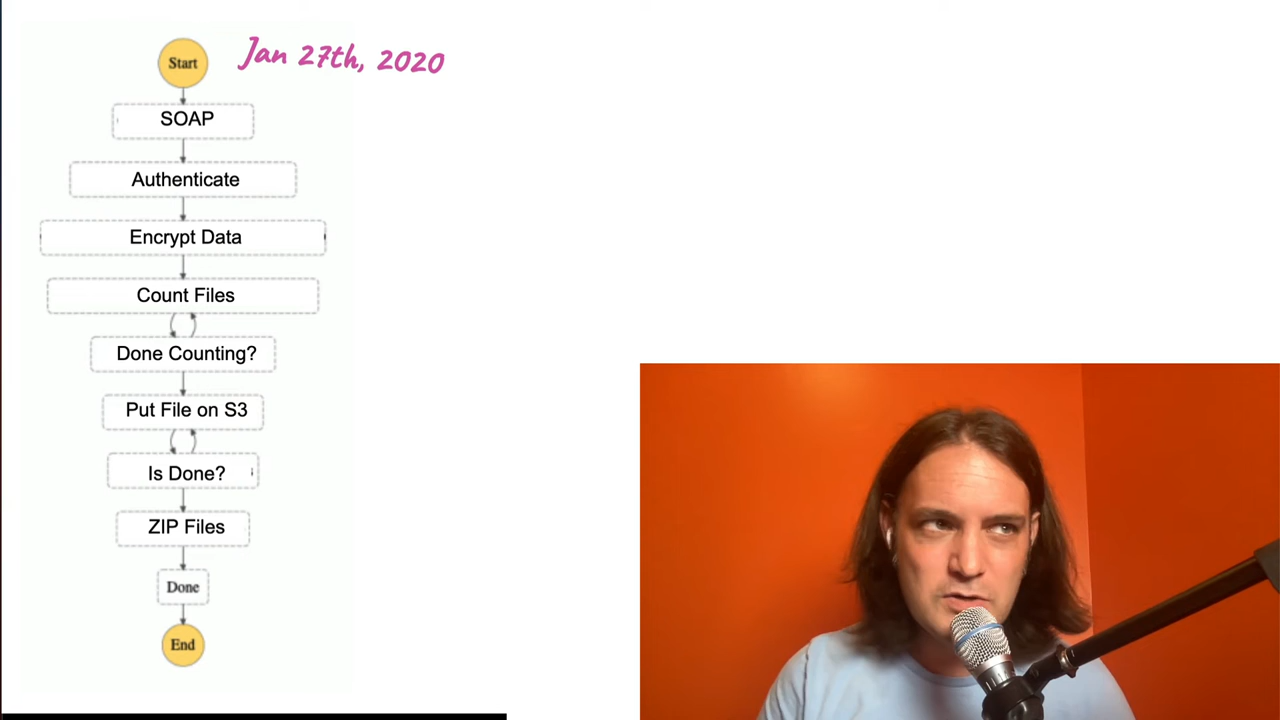 Start
Jan 27th, 2020
SOAP
Authenticate
Encrypt Data
Count Files
Done Counting?
Put File on S3
Is Done?
ZIP Files
Done
End